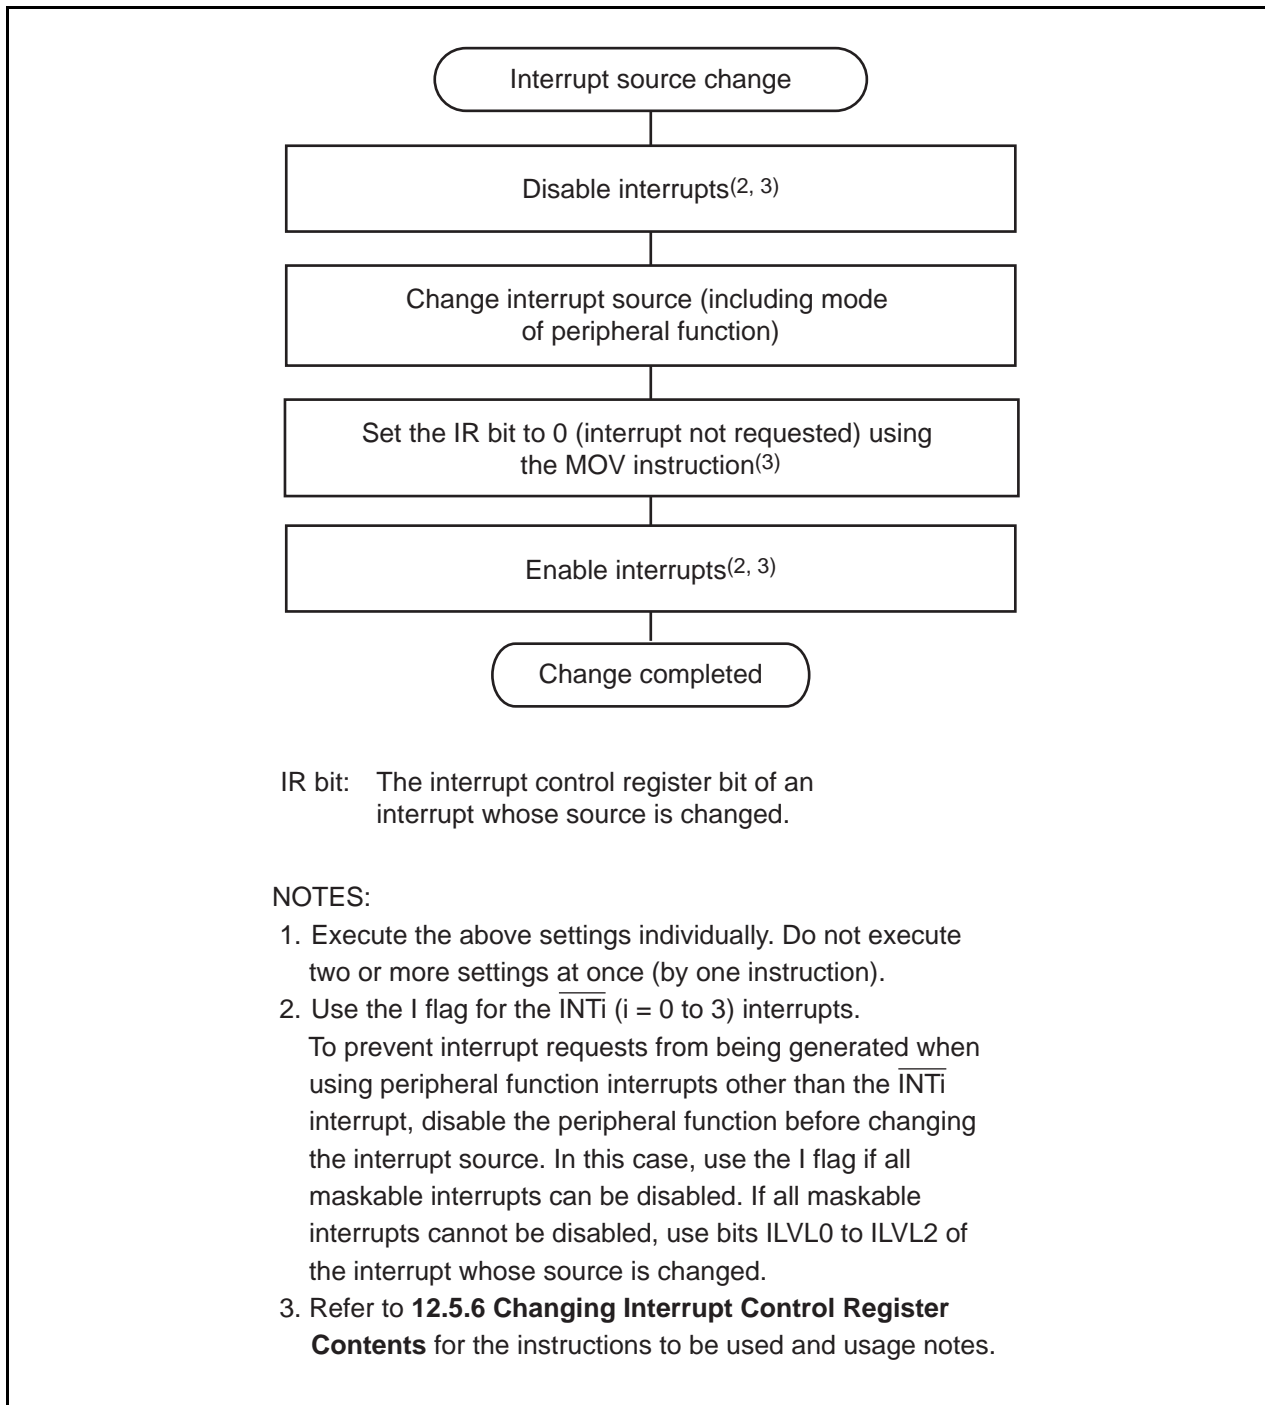 Interrupt source change
Disable interrupts(2, 3)
Change interrupt source (including mode
of peripheral function)
Set the IR bit to 0 (interrupt not requested) using
the MOV instruction(3)
Enable interrupts(2, 3)
Change completed
IR bit: The interrupt control register bit of an
interrupt whose source is changed.
NOTES:
1. Execute the above settings individually. Do not execute
two or more settings at once (by one instruction).
2. Use the I flag for the I̅N̅T̅i̅ (i = 0 to 3) interrupts.
To prevent interrupt requests from being generated when
using peripheral function interrupts other than the I̅N̅T̅i̅
interrupt, disable the peripheral function before changing
the interrupt source. In this case, use the I flag if all
maskable interrupts can be disabled. If all maskable
interrupts cannot be disabled, use bits ILVL0 to ILVL2 of
the interrupt whose source is changed.
3. Refer to 12.5.6 Changing Interrupt Control Register
Contents for the instructions to be used and usage notes.